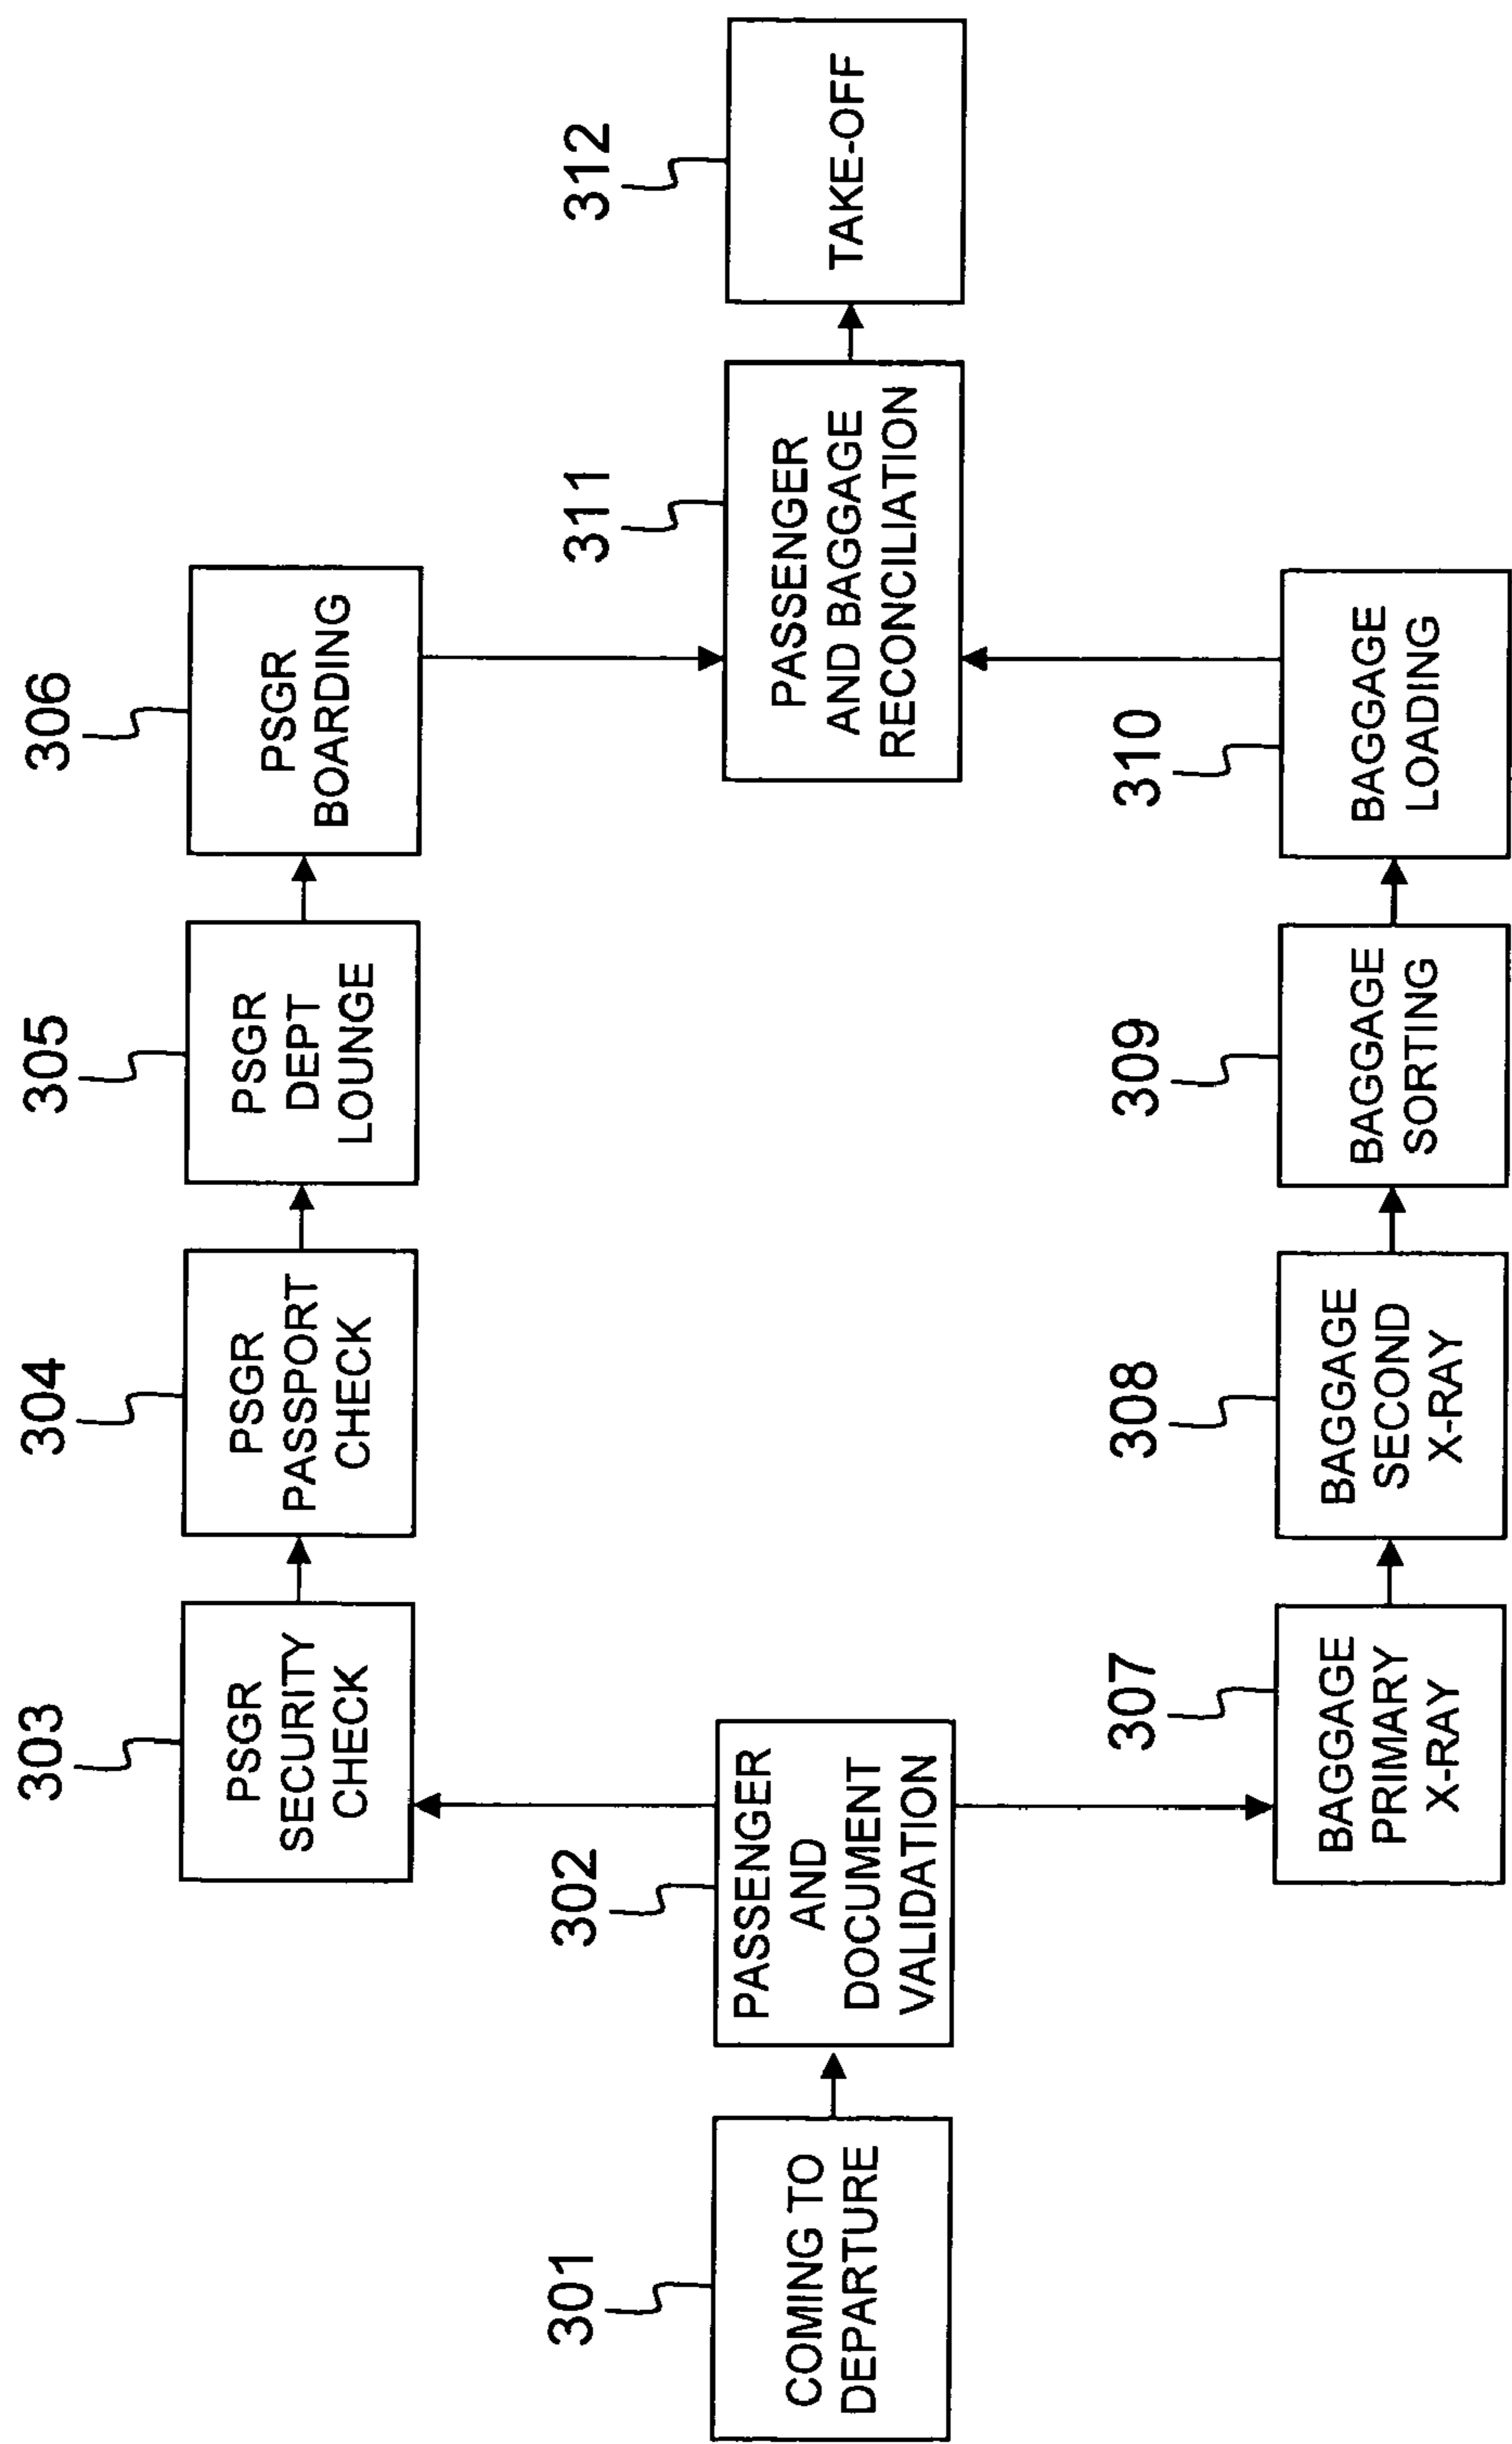 301
COMING TO
DEPARTURE
302
PASSENGER
AND
DOCUMENT
VALIDATION
303
PSGR
SECURITY
CHECK
304
PSGR
PASSPORT
CHECK
305
PSGR
DEPT
LOUNGE
306
PSGR
BOARDING
307
BAGGAGE
PRIMARY
X-RAY
308
BAGGAGE
SECOND
X-RAY
309
BAGGAGE
SORTING
310
BAGGAGE
LOADING
311
PASSENGER
AND BAGGAGE
RECONCILIATION
312
TAKE-OFF